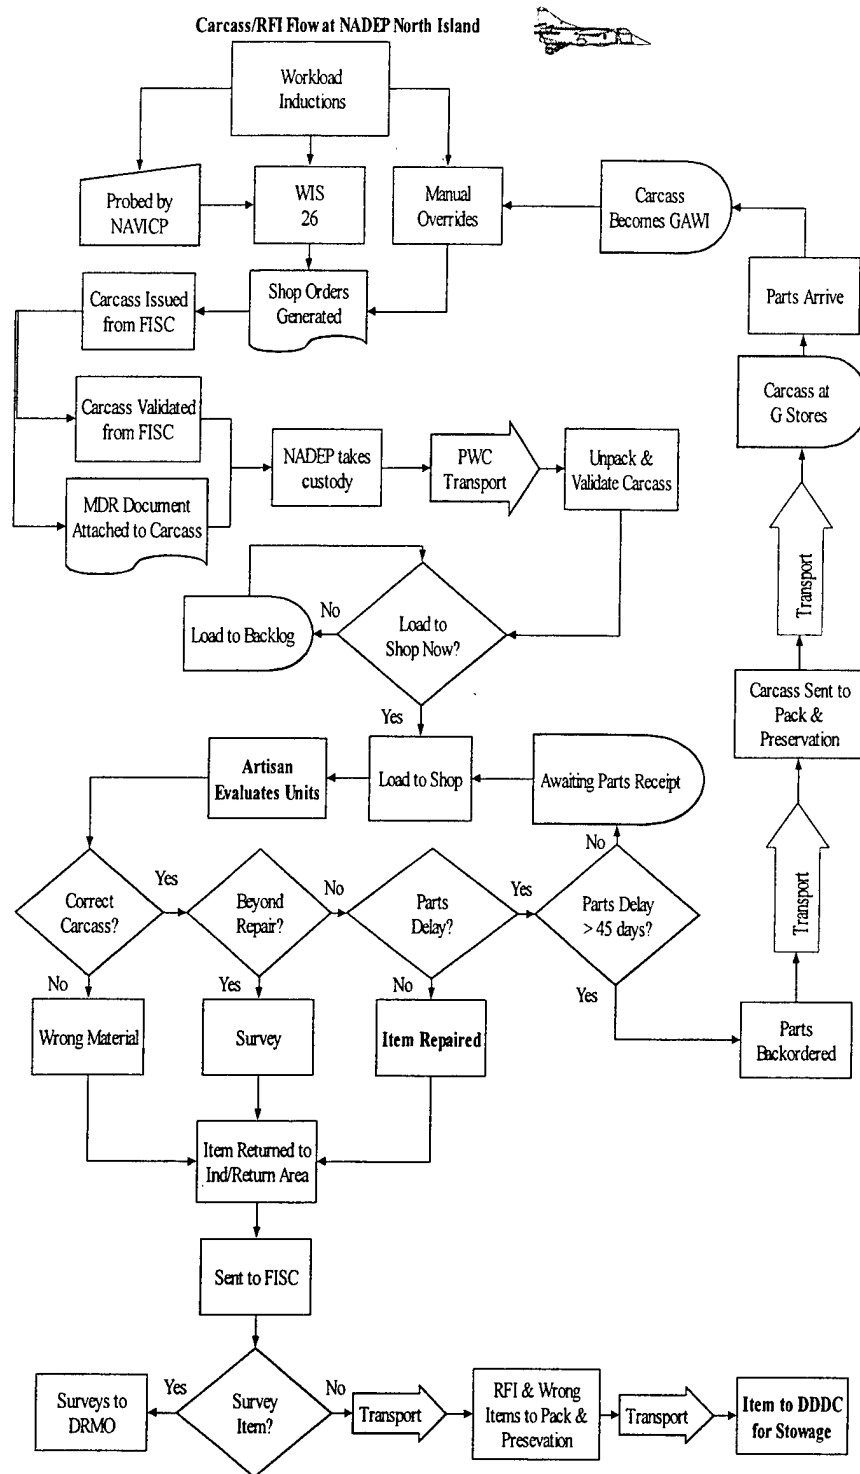 Carcass/RFI Flow at NADEP North Island
Workload
Inductions
Probed by
NAVICP
WIS
26
Manual
Overrides
Carcass
Becomes GAWI
Carcass Issued
from FISC
Shop Orders
Generated
Parts Arrive
Carcass at
G Stores
Carcass Validated
from FISC
NADEP takes
custody
PWC
Transport
Unpack &
Validate Carcass
MDR Document
Attached to Carcass
Transport
No
Load to Backlog
Load to
Shop Now?
Yes
Carcass Sent to
Pack &
Preservation
Artisan
Evaluates Units
Load to Shop
Awaiting Parts Receipt
No
Transport
Correct
Carcass?
Yes
Beyond
Repair?
No
Parts
Delay?
Yes
Parts Delay
> 45 days?
No
Yes
No
Yes
Wrong Material
Survey
Item Repaired
Parts
Backordered
Item Returned to
Ind/Return Area
Sent to FISC
Surveys to
DRMO
Yes
Survey
Item?
No
Transport
RFI & Wrong
Items to Pack &
Presevation
Transport
Item to DDDC
for Stowage